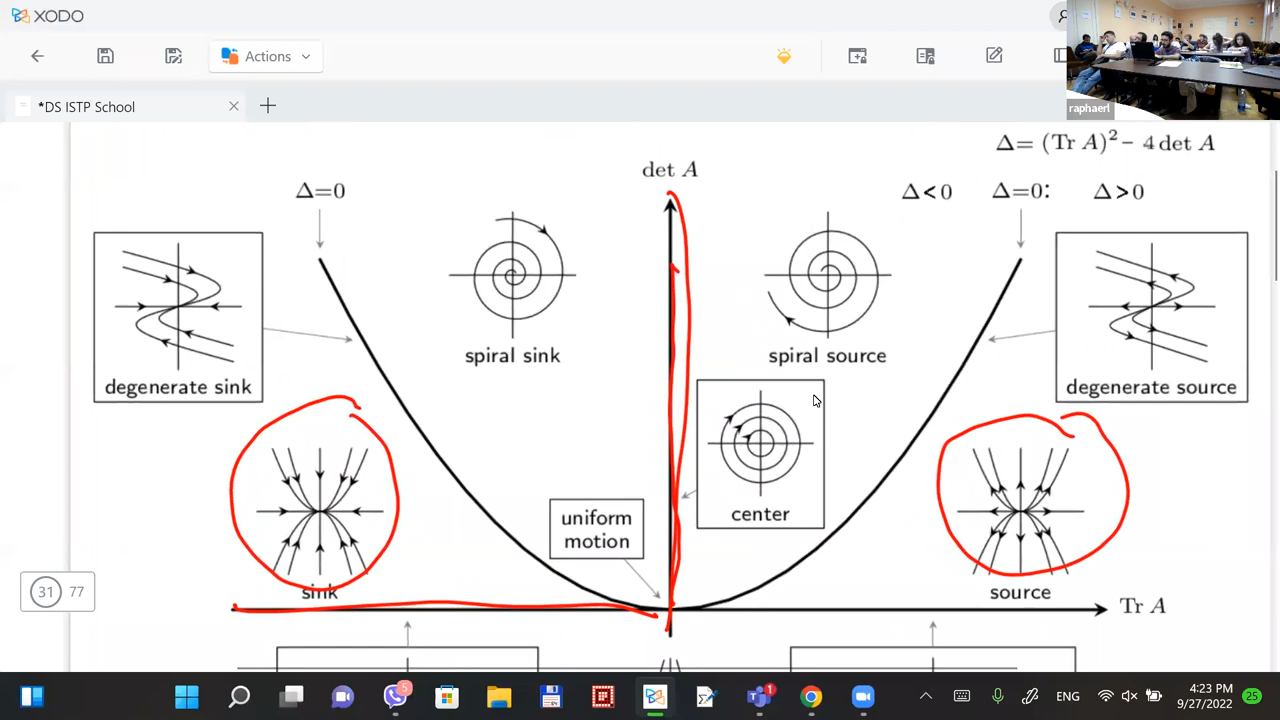 XODO
Actions
raphaerl
*DS ISTP School
Δ= (Tr A)² − 4 det A
det A
Δ=0
Δ<0
Δ=0:
Δ>0
degenerate sink
spiral sink
spiral source
degenerate source
center
uniform
motion
sink
source
Tr A
31 77
5
1
ENG
4:23 PM
9/27/2022
25